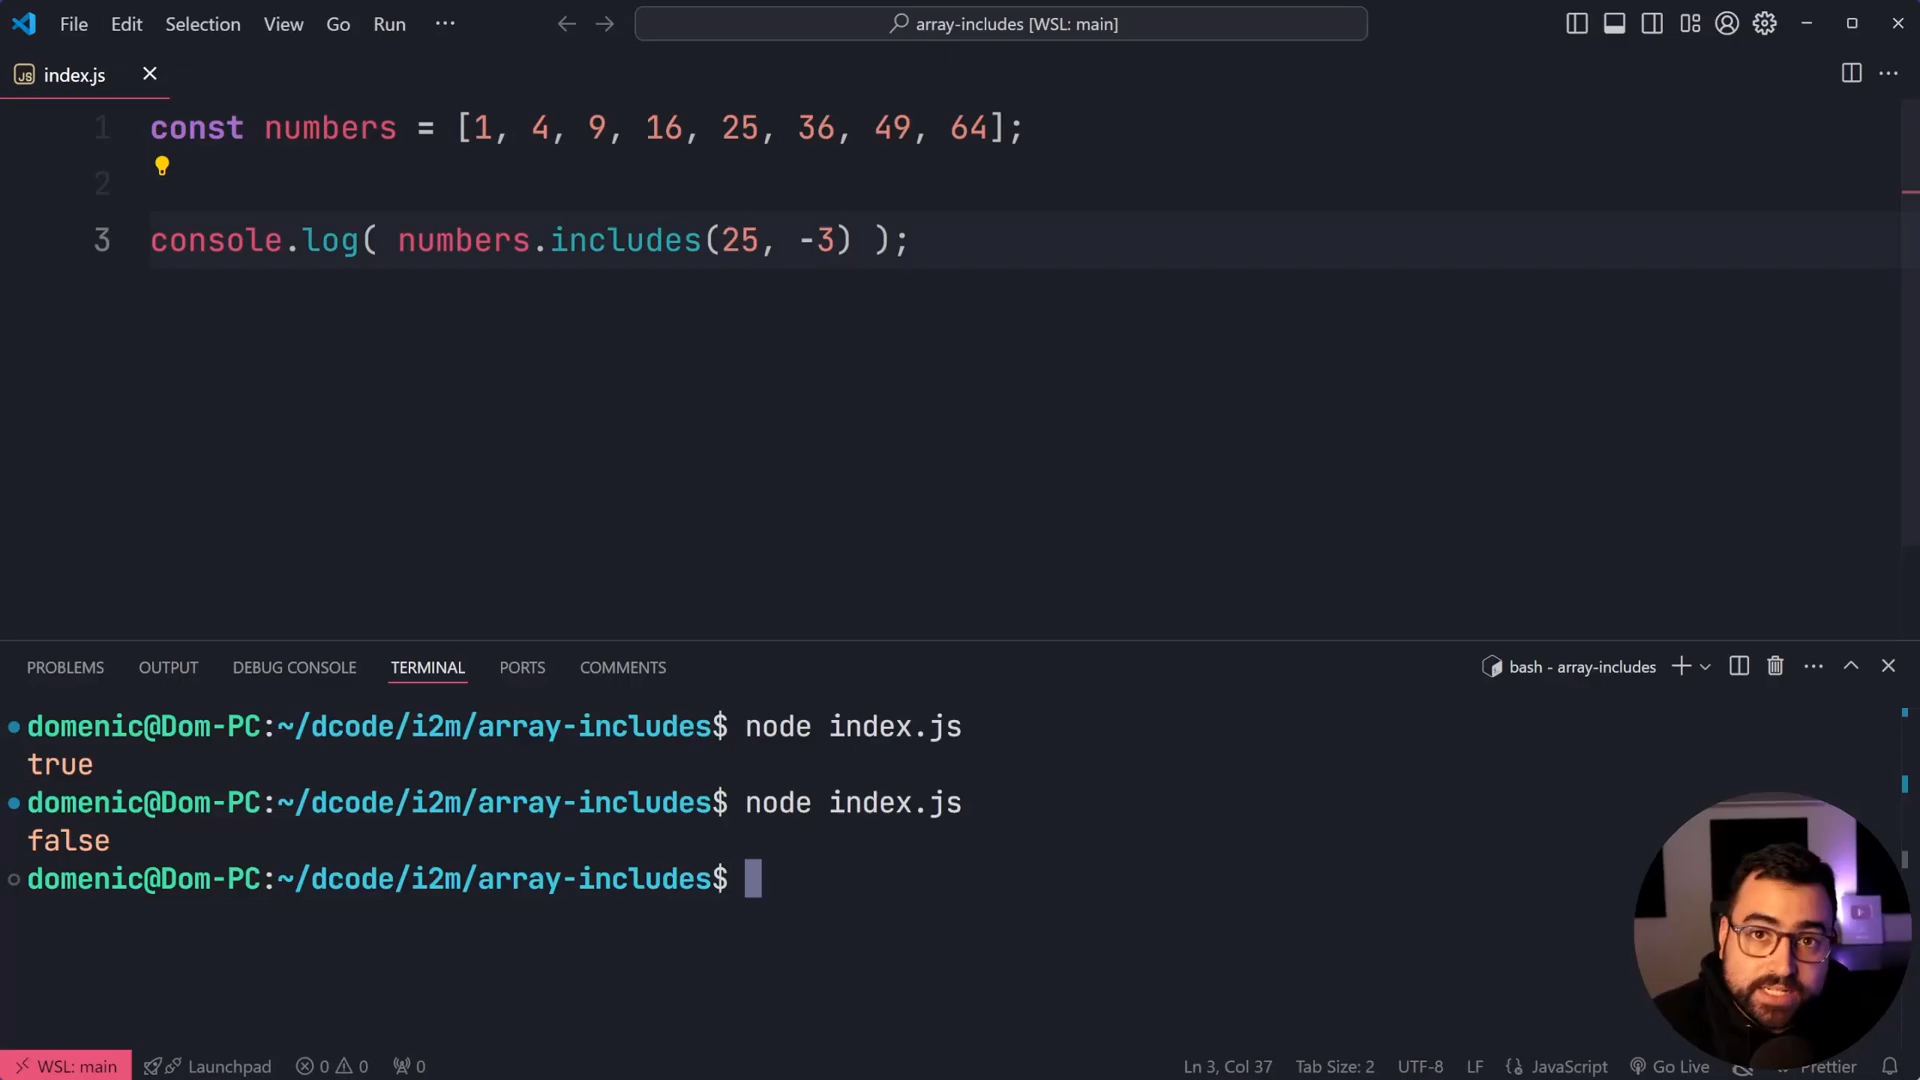 File Edit Selection View Go Run ··· array-includes [WSL: main]
JS index.js
1 const numbers = [1, 4, 9, 16, 25, 36, 49, 64];
2
3 console.log( numbers.includes(25, -3) );
PROBLEMS OUTPUT DEBUG CONSOLE TERMINAL PORTS COMMENTS bash - array-includes
domenic@Dom-PC:~/dcode/i2m/array-includes$ node index.js
true
domenic@Dom-PC:~/dcode/i2m/array-includes$ node index.js
false
domenic@Dom-PC:~/dcode/i2m/array-includes$
WSL: main Launchpad 0 0 0 Ln 3, Col 37 Tab Size: 2 UTF-8 LF {} JavaScript Go Live Prettier